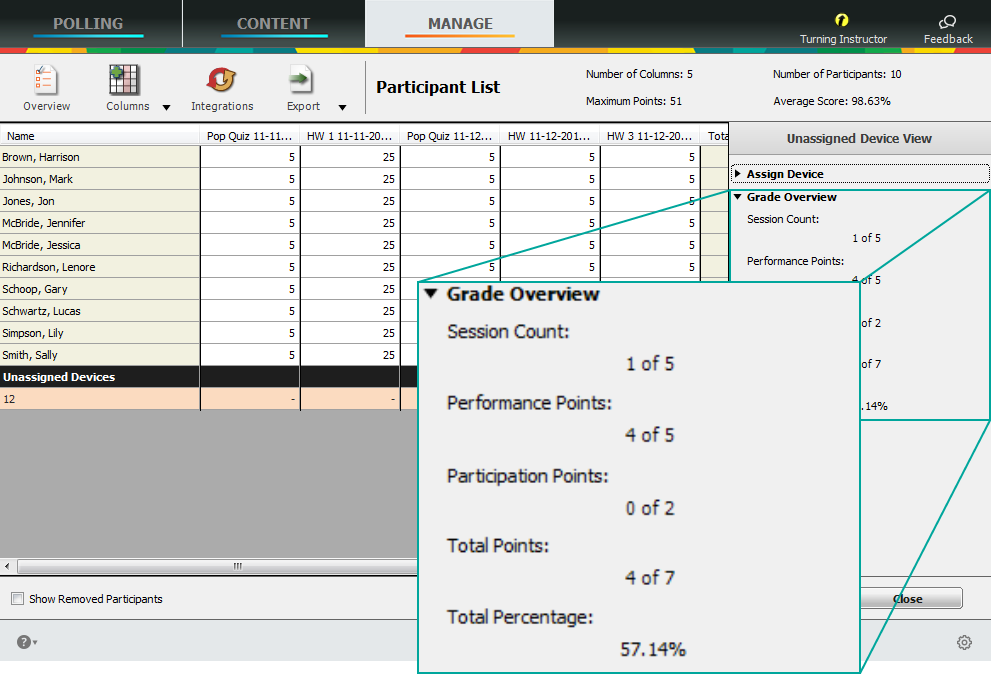 POLLING CONTENT MANAGE Turning Instructor Feedback
Overview Columns Integrations Export
Participant List
Number of Columns: 5 Number of Participants: 10
Maximum Points: 51 Average Score: 98.63%
Name Pop Quiz 11-11... HW 1 11-11-20... Pop Quiz 11-12... HW 11-12-201... HW 3 11-12-20... Tota
Brown, Harrison 5 25 5 5 5
Johnson, Mark 5 25 5 5 5
Jones, Jon 5 25 5 5 5
McBride, Jennifer 5 25 5 5 5
McBride, Jessica 5 25 5 5 5
Richardson, Lenore 5 25 5 5 5
Schoop, Gary 5 25
Schwartz, Lucas 5 25
Simpson, Lily 5 25
Smith, Sally 5 25
Unassigned Devices
12 - -
Unassigned Device View
Assign Device
Grade Overview
Session Count:
1 of 5
Performance Points:
4 of 5
of 2
of 7
.14%
Grade Overview
Session Count:
1 of 5
Performance Points:
4 of 5
Participation Points:
0 of 2
Total Points:
4 of 7
Total Percentage:
57.14%
Show Removed Participants
Close